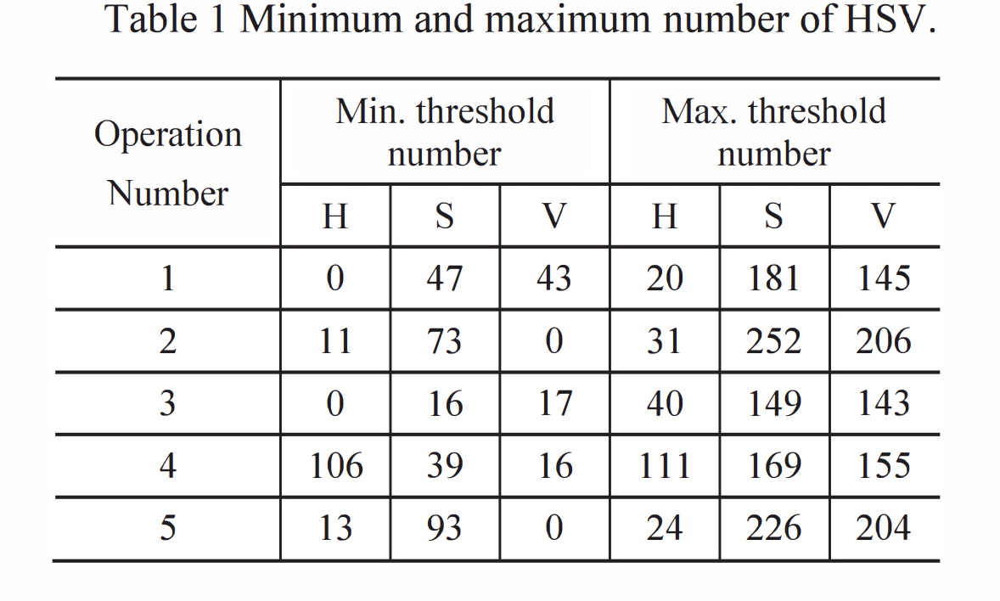 Table 1 Minimum and maximum number of HSV.
Operation Number Min. threshold number Max. threshold number
H S V H S V
1 0 47 43 20 181 145
2 11 73 0 31 252 206
3 0 16 17 40 149 143
4 106 39 16 111 169 155
5 13 93 0 24 226 204